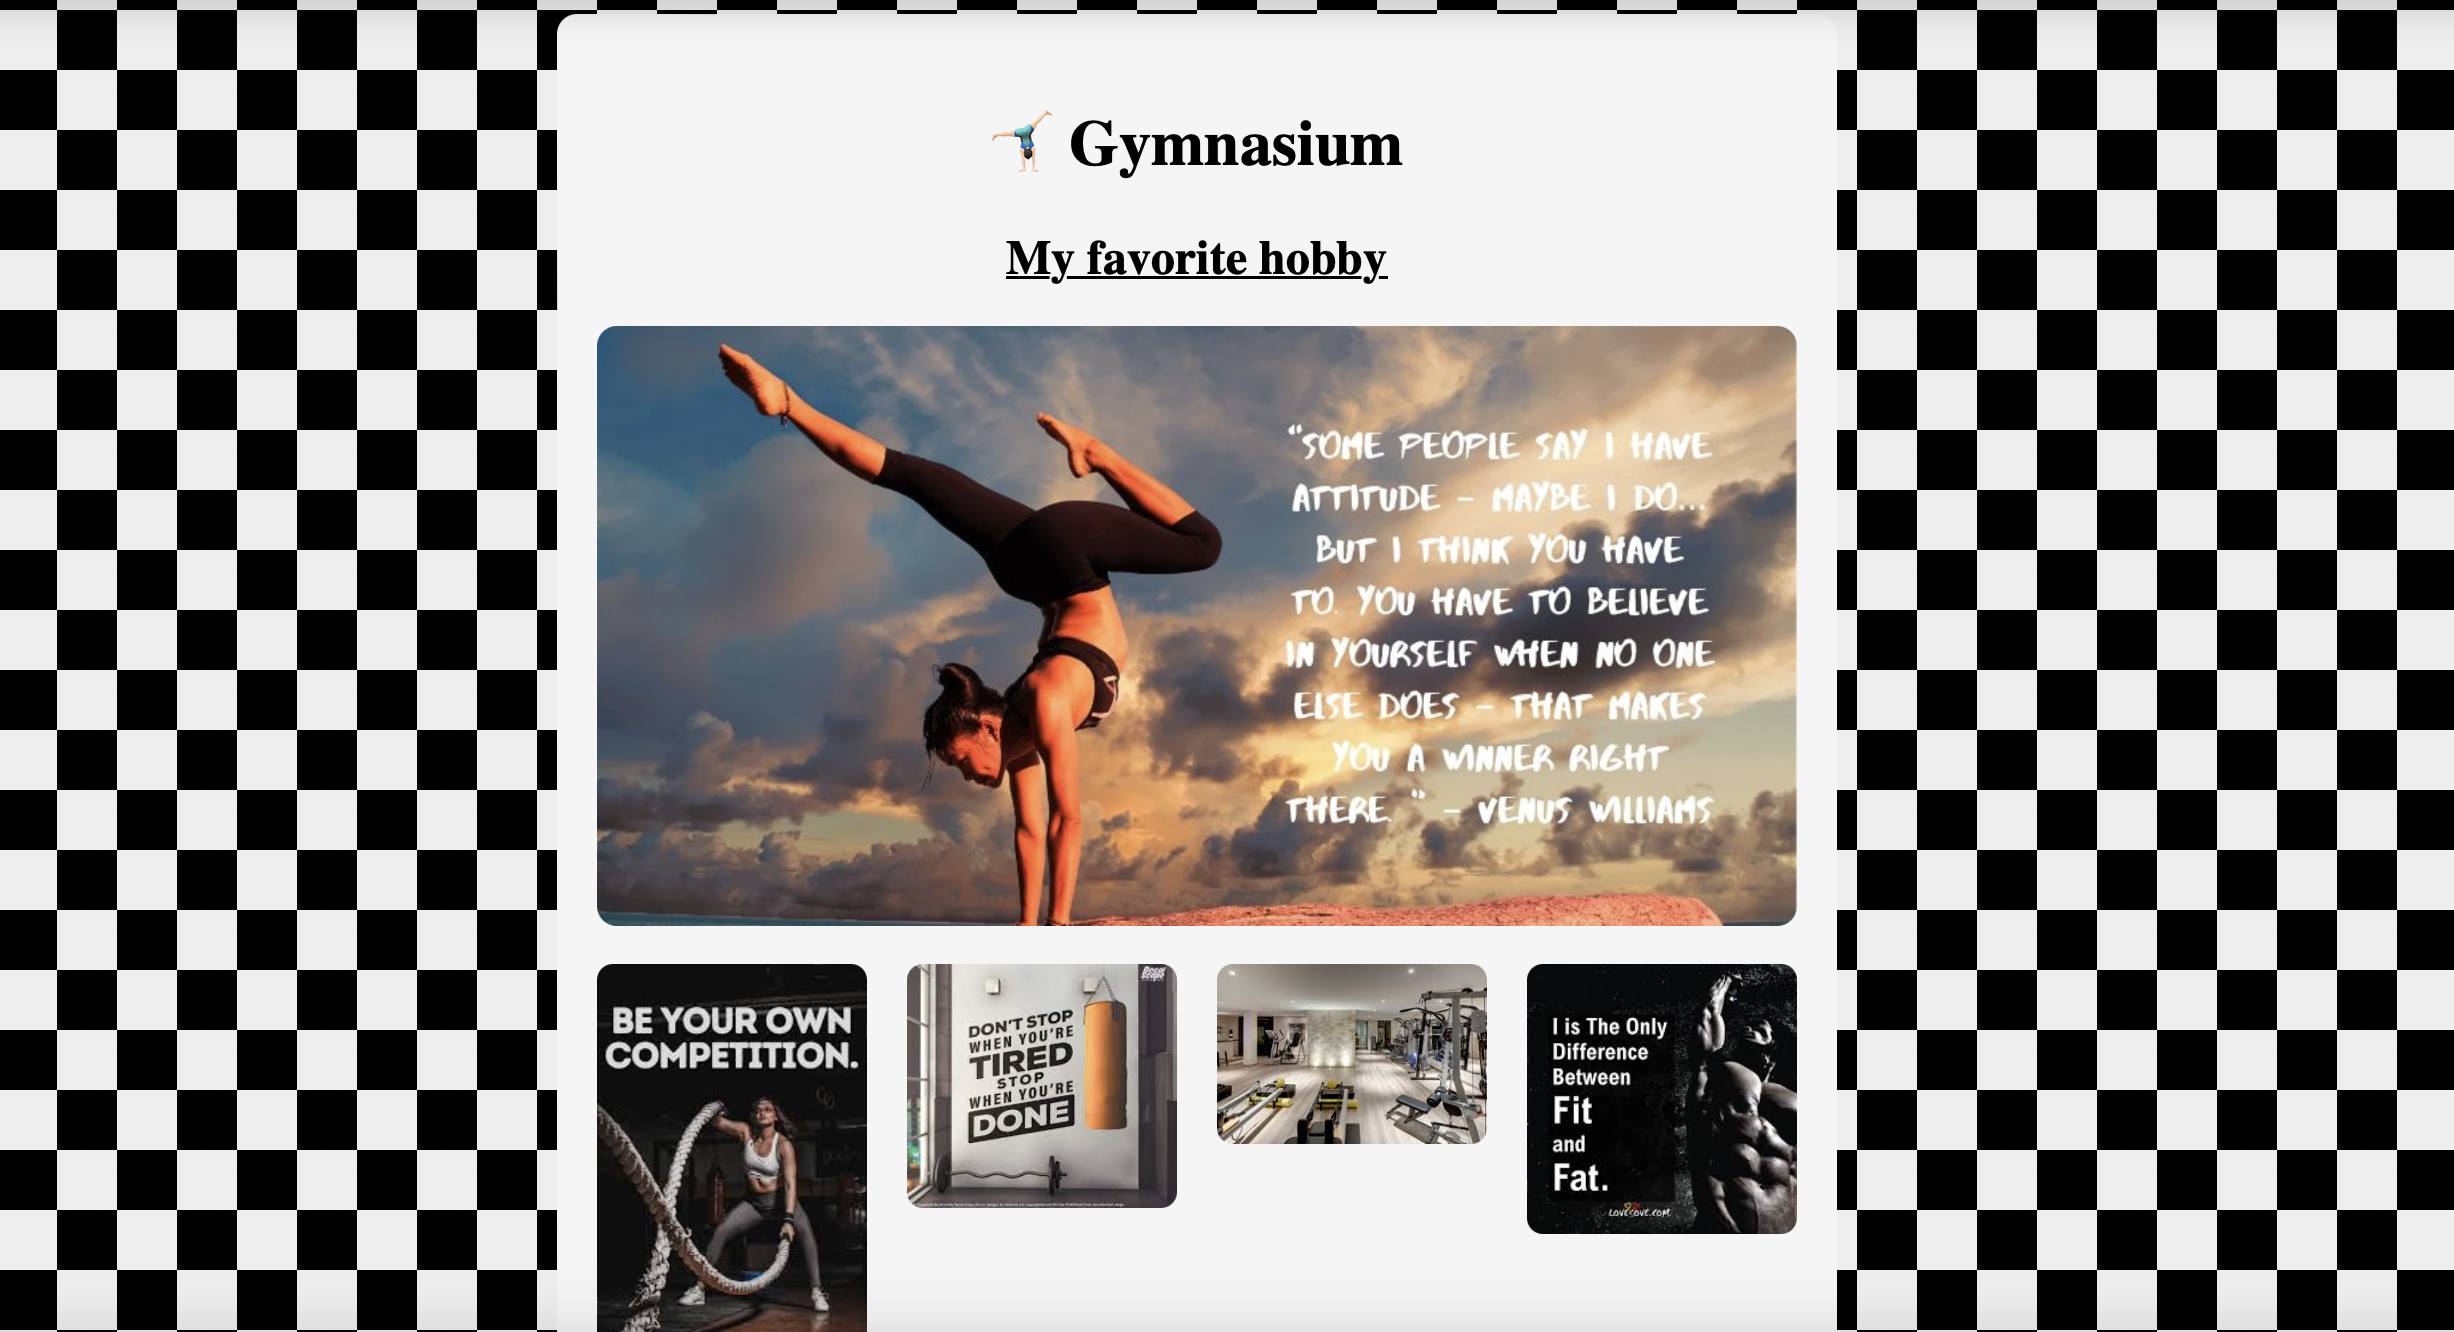 Gymnasium
My favorite hobby
“SOME PEOPLE SAY I HAVE
ATTITUDE – MAYBE I DO...
BUT I THINK YOU HAVE
TO. YOU HAVE TO BELIEVE
IN YOURSELF WHEN NO ONE
ELSE DOES – THAT MAKES
YOU A WINNER RIGHT
THERE.” – VENUS WILLIAMS
BE YOUR OWN
COMPETITION.
DON'T STOP
WHEN YOU'RE
TIRED
STOP
WHEN YOU'RE
DONE
I is The Only
Difference
Between
Fit
and
Fat.